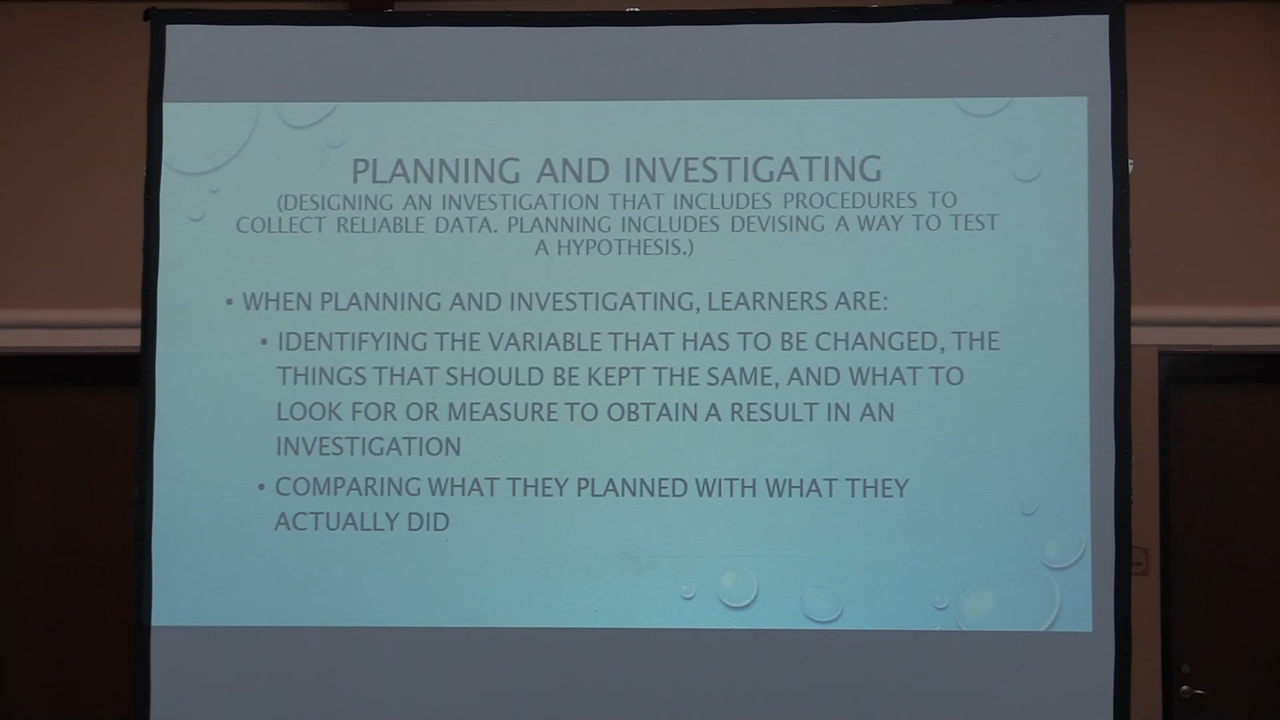 PLANNING AND INVESTIGATING
(DESIGNING AN INVESTIGATION THAT INCLUDES PROCEDURES TO
COLLECT RELIABLE DATA. PLANNING INCLUDES DEVISING A WAY TO TEST
A HYPOTHESIS.)
• WHEN PLANNING AND INVESTIGATING, LEARNERS ARE:
• IDENTIFYING THE VARIABLE THAT HAS TO BE CHANGED, THE
THINGS THAT SHOULD BE KEPT THE SAME, AND WHAT TO
LOOK FOR OR MEASURE TO OBTAIN A RESULT IN AN
INVESTIGATION
• COMPARING WHAT THEY PLANNED WITH WHAT THEY
ACTUALLY DID